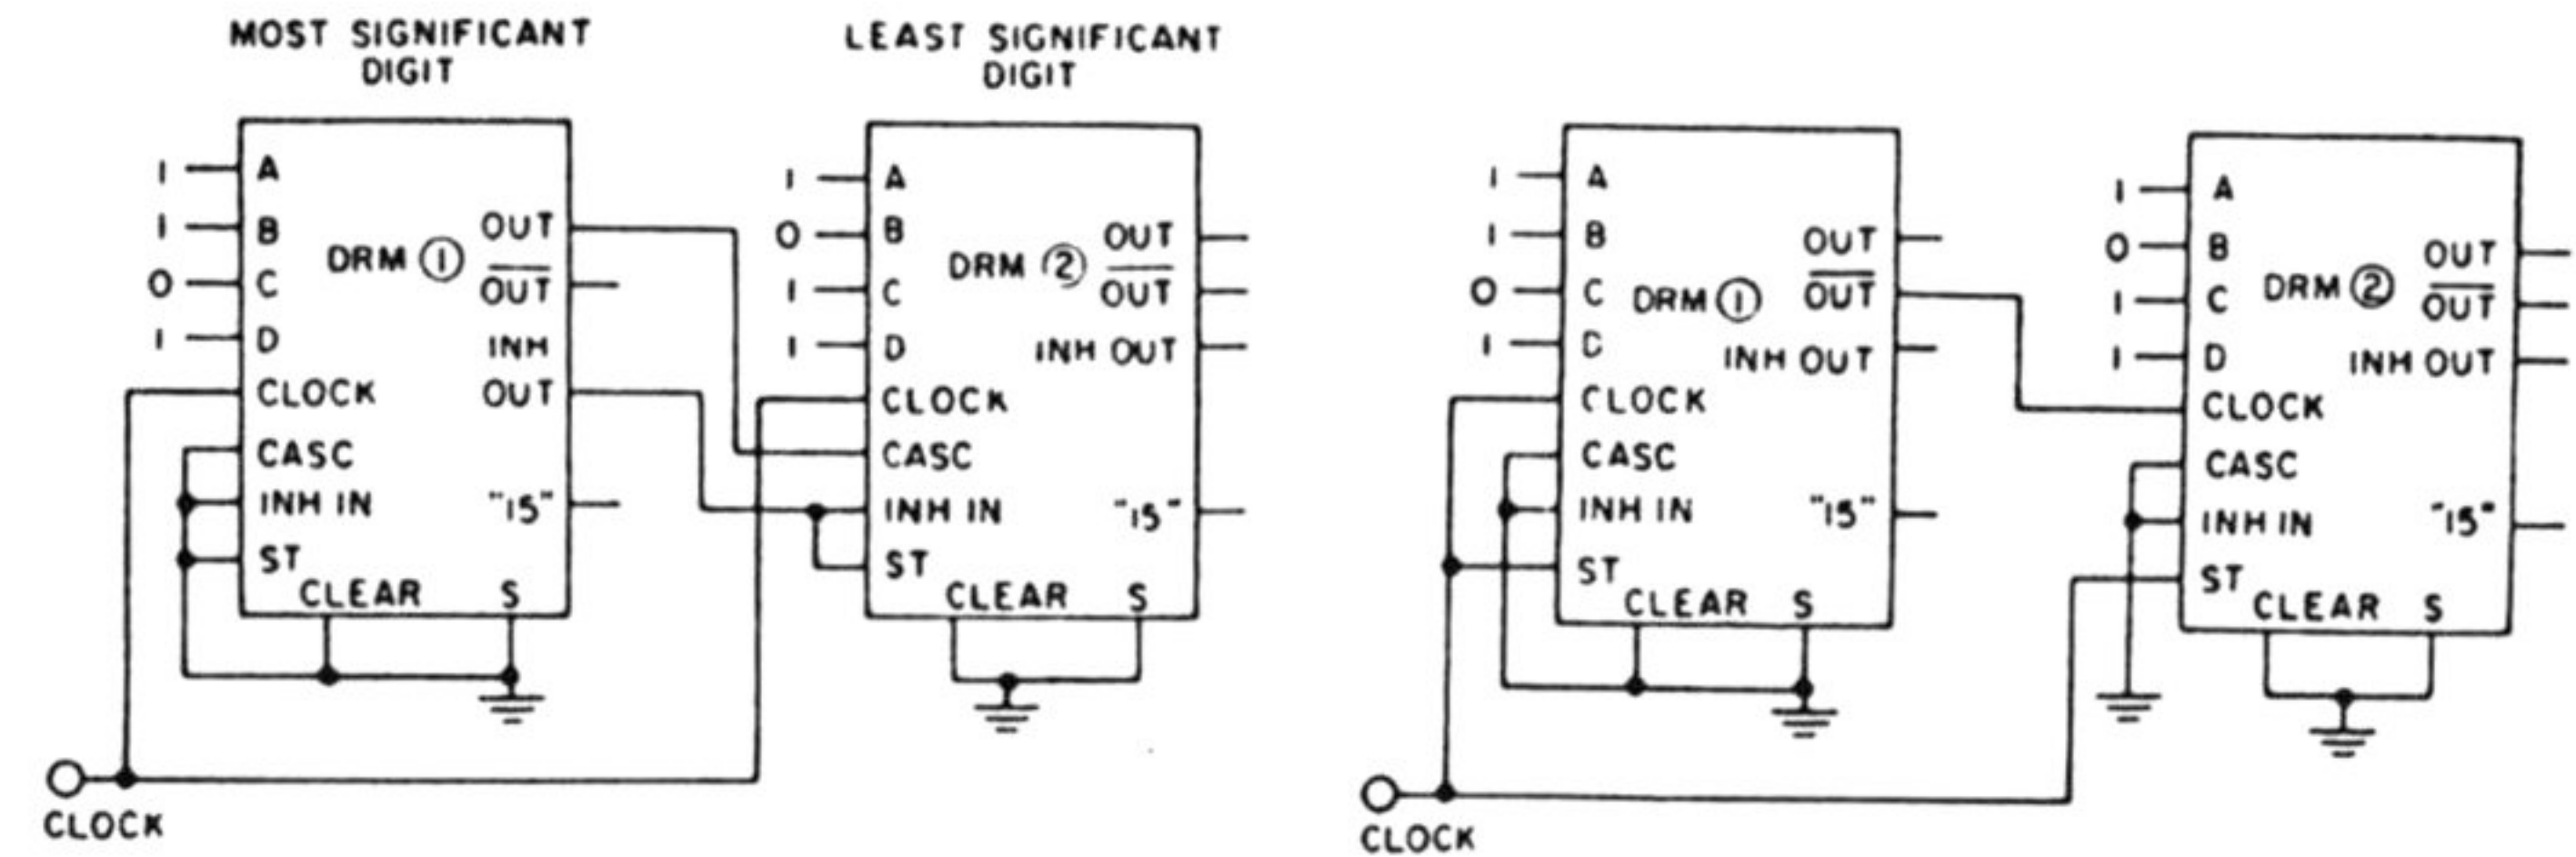 MOST SIGNIFICANT
DIGIT
1 A
1 B
0 C
1 D
DRM ①
OUT
OUT
INH
OUT
CLOCK
CASC
INH IN
"15"
ST
CLEAR S
CLOCK
LEAST SIGNIFICANT
DIGIT
1 A
0 B
1 C
1 D
DRM ②
OUT
OUT
INH OUT
CLOCK
CASC
INH IN
"15"
ST
CLEAR S
1 A
1 B
0 C
1 D
DRM ①
OUT
OUT
INH OUT
CLOCK
CASC
INH IN
"15"
ST
CLEAR S
CLOCK
1 A
0 B
1 C
1 D
DRM ②
OUT
OUT
INH OUT
CLOCK
CASC
INH IN
"15"
ST
CLEAR S